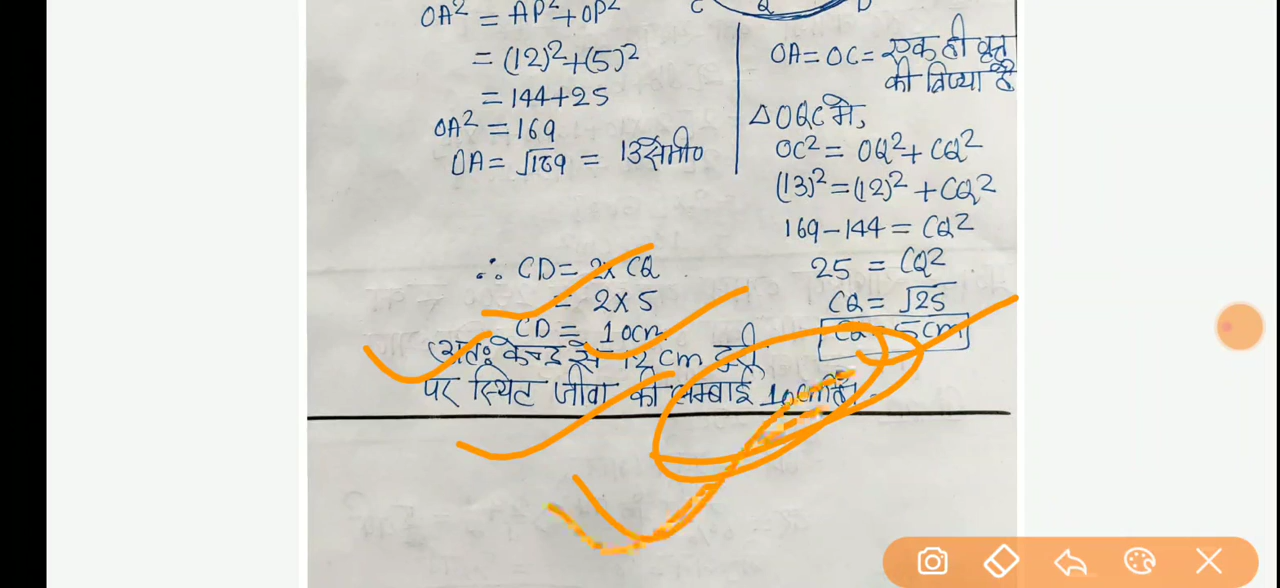 OA² = AP² + OP²
= (12)² + (5)²
= 144 + 25
OA² = 169
OA = √169 = 13 सेमी०
C Q D
OA = OC = एक ही वृत्त
की त्रिज्या है
△OQC मे,
OC² = OQ² + CQ²
(13)² = (12)² + CQ²
169 - 144 = CQ²
25 = CQ²
CQ = √25
CQ = 5cm
∴ CD = 2 x CQ
= 2 x 5
CD = 10cm
अतः केन्द्र से 12 cm दूरी
पर स्थित जीवा की लम्बाई 10cm है।